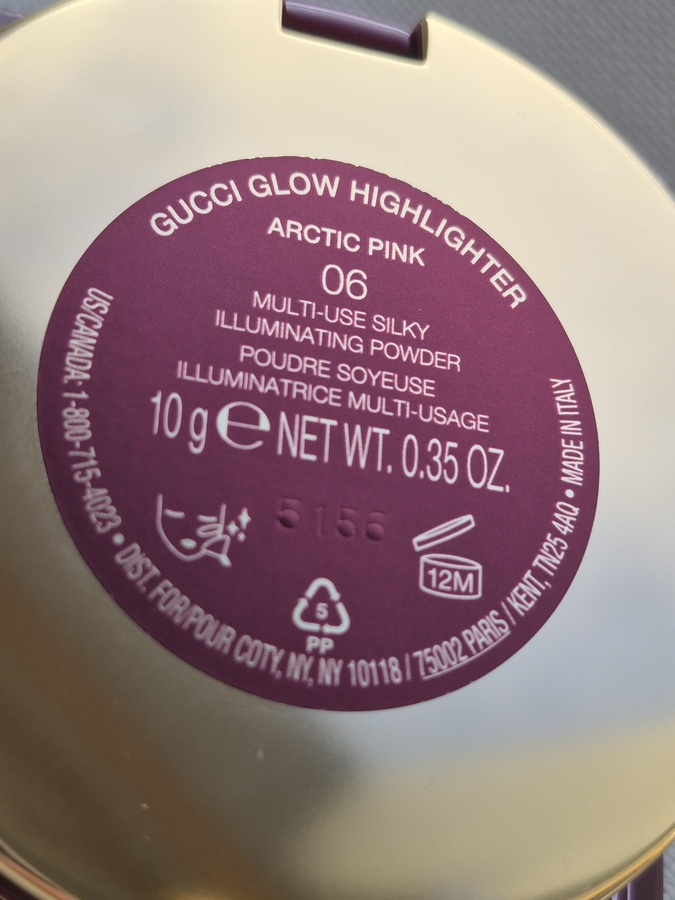 GUCCI GLOW HIGHLIGHTER
ARCTIC PINK
06
MULTI-USE SILKY
ILLUMINATING POWDER
POUDRE SOYEUSE
ILLUMINATRICE MULTI-USAGE
10 g ℮ NET WT. 0.35 OZ.
5156
12M
5
PP
US/CANADA: 1-800-715-4023 • DIST. FOR/POUR COTY, NY, NY 10118 / 75002 PARIS / KENT, TN25 4AQ • MADE IN ITALY